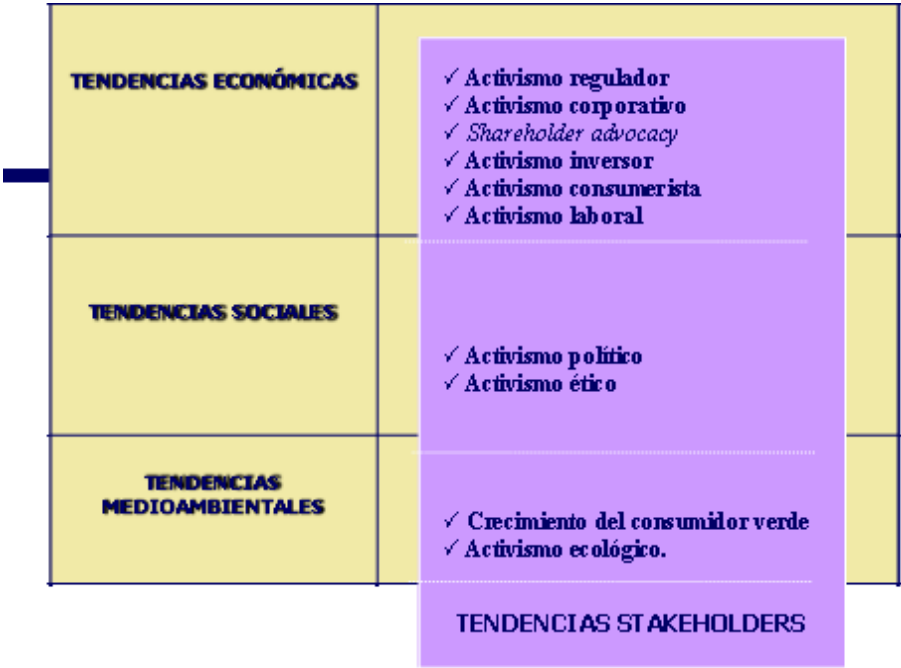 TENDENCIAS ECONÓMICAS
✓ Activismo regulador
✓ Activismo corporativo
✓ Shareholder advocacy
✓ Activismo inversor
✓ Activismo consumerista
✓ Activismo laboral
TENDENCIAS SOCIALES
✓ Activismo político
✓ Activismo ético
TENDENCIAS
MEDIOAMBIENTALES
✓ Crecimiento del consumidor verde
✓ Activismo ecológico.
TENDENCIAS STAKEHOLDERS